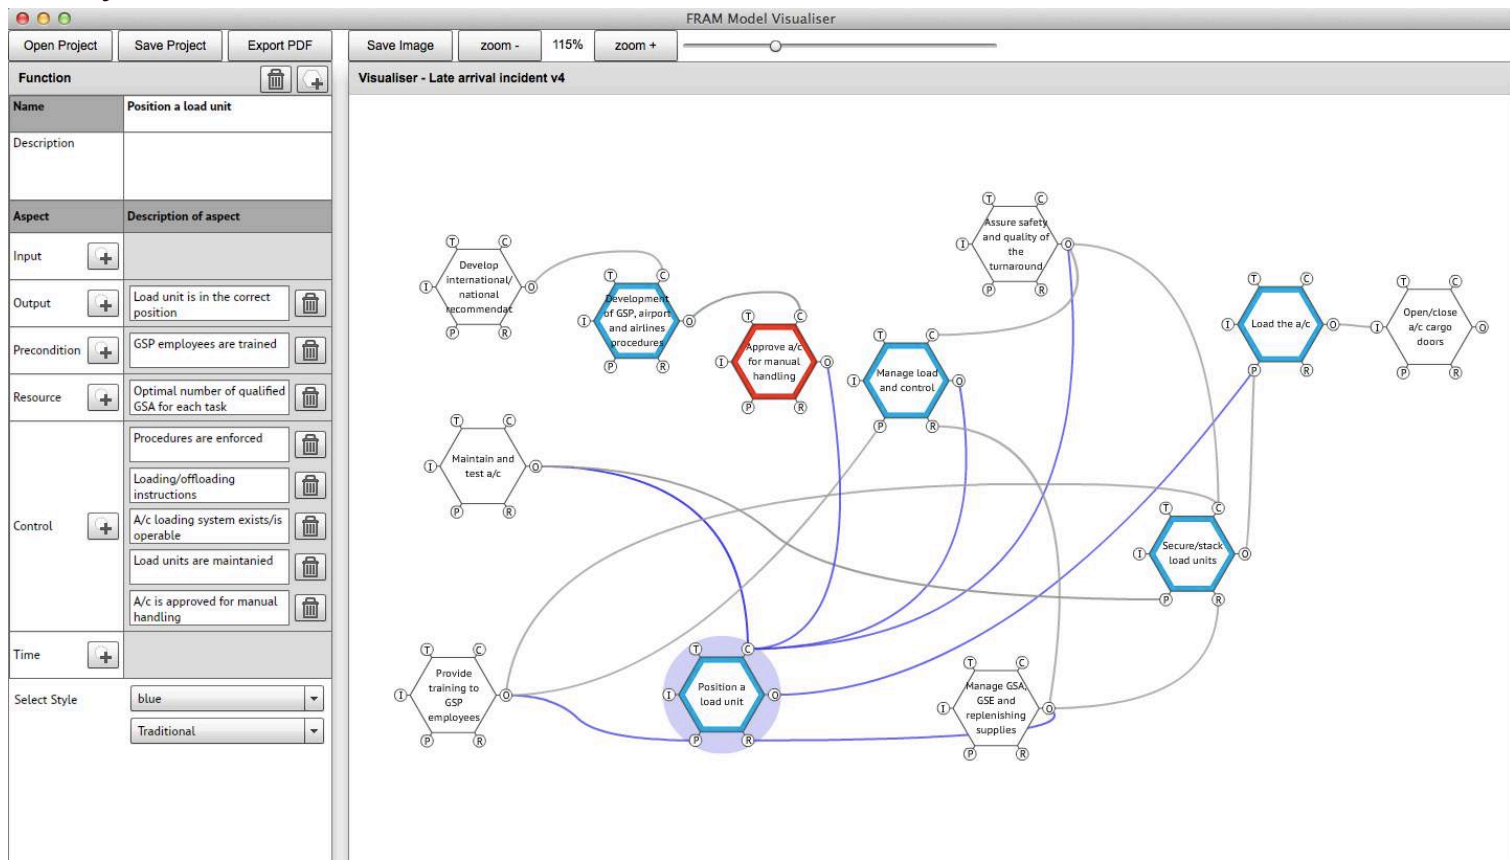 FRAM Model Visualiser
Open Project
Save Project
Export PDF
Save Image
zoom -
115%
zoom +
Function
Visualiser - Late arrival incident v4
Name
Position a load unit
Description
Aspect
Description of aspect
Input
Output
Load unit is in the correct
position
Precondition
GSP employees are trained
Resource
Optimal number of qualified
GSA for each task
Control
Procedures are enforced
Loading/offloading
instructions
A/c loading system exists/is
operable
Load units are maintanied
A/c is approved for manual
handling
Time
Select Style
blue
Traditional
T
C
I
Develop
international/
national
recommendat
O
P
R
T
C
I
Development
of GSP, airport
and airlines
procedures
O
P
R
T
C
I
Approve a/c
for manual
handling
O
P
R
T
C
I
Manage load
and control
O
P
R
T
C
I
Assure safety
and quality of
the
turnaround
O
P
R
T
C
I
Load the a/c
O
P
R
T
C
I
Open/close
a/c cargo
doors
O
P
R
T
C
I
Maintain and
test a/c
O
P
R
T
C
I
Secure/stack
load units
O
P
R
T
C
I
Provide
training to
GSP
employees
O
P
R
T
C
I
Position a
load unit
O
P
R
T
C
I
Manage GSA,
GSE and
replenishing
supplies
O
P
R